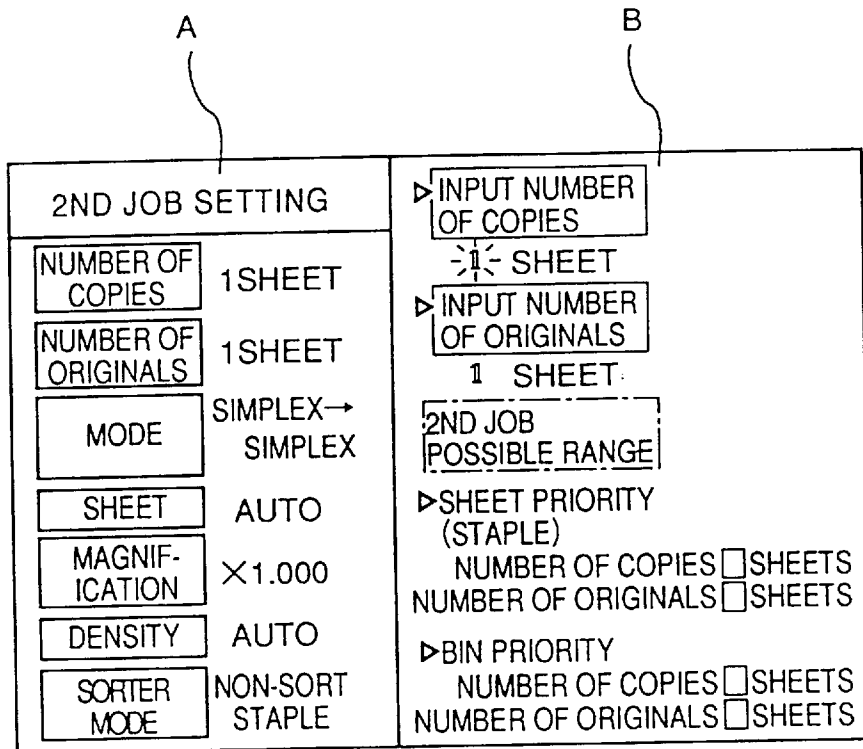 A
B
2ND JOB SETTING
NUMBER OF
COPIES
1SHEET
NUMBER OF
ORIGINALS
1SHEET
MODE
SIMPLEX→
SIMPLEX
SHEET
AUTO
MAGNIF-
ICATION
×1.000
DENSITY
AUTO
SORTER
MODE
NON-SORT
STAPLE
▷INPUT NUMBER
OF COPIES
1 SHEET
▷INPUT NUMBER
OF ORIGINALS
1 SHEET
2ND JOB
POSSIBLE RANGE
▷SHEET PRIORITY
(STAPLE)
NUMBER OF COPIES□SHEETS
NUMBER OF ORIGINALS□SHEETS
▷BIN PRIORITY
NUMBER OF COPIES□SHEETS
NUMBER OF ORIGINALS□SHEETS